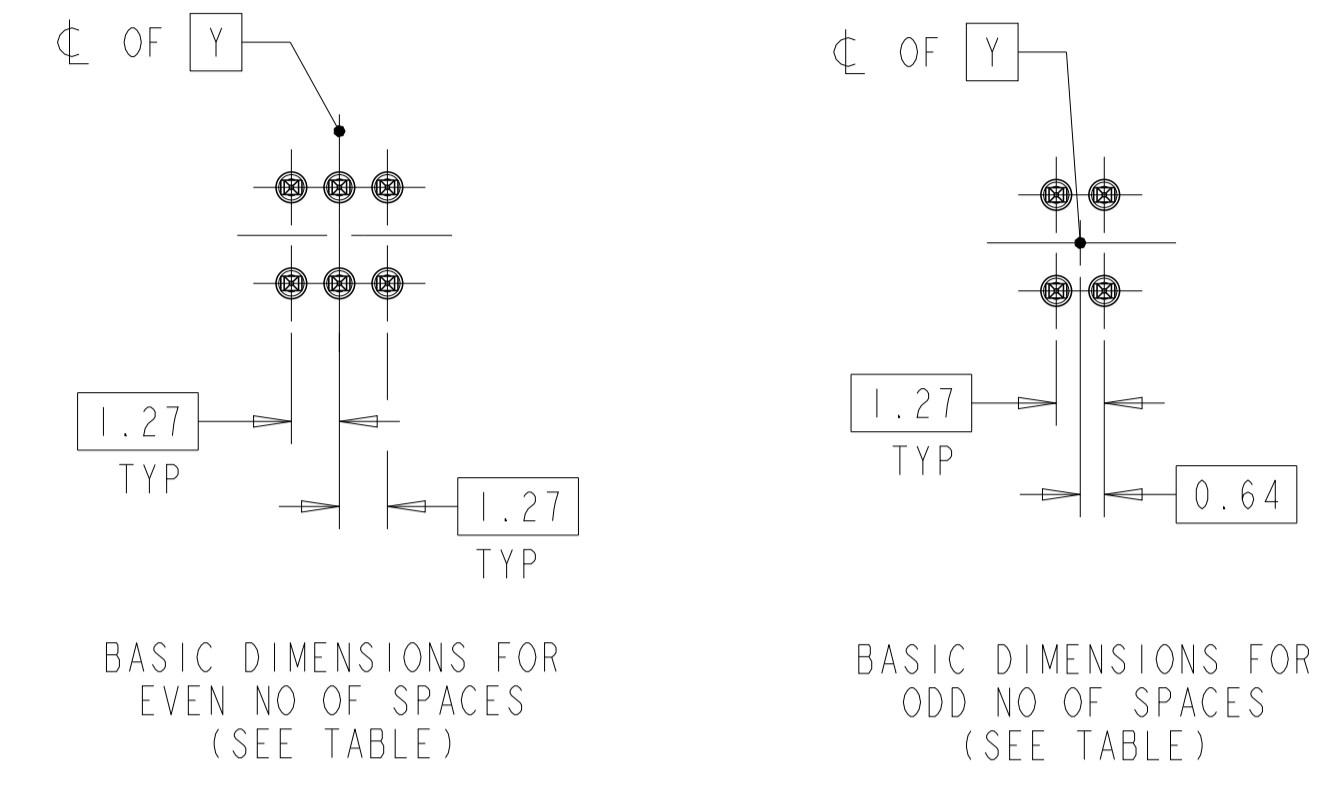 ℄ OF Y
1.27
TYP
1.27
TYP
BASIC DIMENSIONS FOR
EVEN NO OF SPACES
(SEE TABLE)
℄ OF Y
1.27
TYP
0.64
BASIC DIMENSIONS FOR
ODD NO OF SPACES
(SEE TABLE)